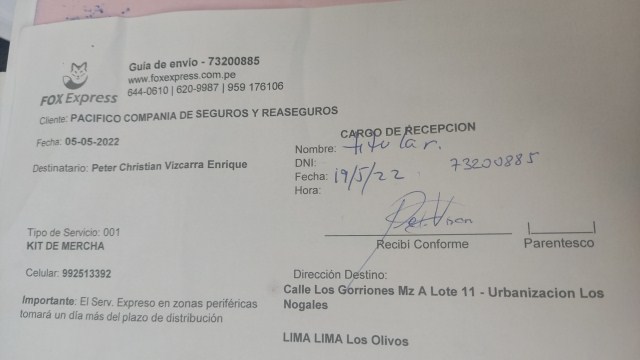 Guia de envio - 73200885
www.foxexpress.com.pe
644-0610 | 620-9987 | 959 176106
FOX Express
Cliente: PACIFICO COMPANIA DE SEGUROS Y REASEGUROS
Fecha: 05-05-2022
Destinatario: Peter Christian Vizcarra Enrique
CARGO DE RECEPCION
Nombre: titular.
DNI: 73200885
Fecha: 19/5/22
Hora:
Recibí Conforme
Parentesco
Tipo de Servicio: 001
KIT DE MERCHA
Celular: 992513392
Importante: El Serv. Expreso en zonas periféricas
tomará un día más del plazo de distribución
Dirección Destino:
Calle Los Gorriones Mz A Lote 11 - Urbanizacion Los
Nogales
LIMA LIMA Los Olivos